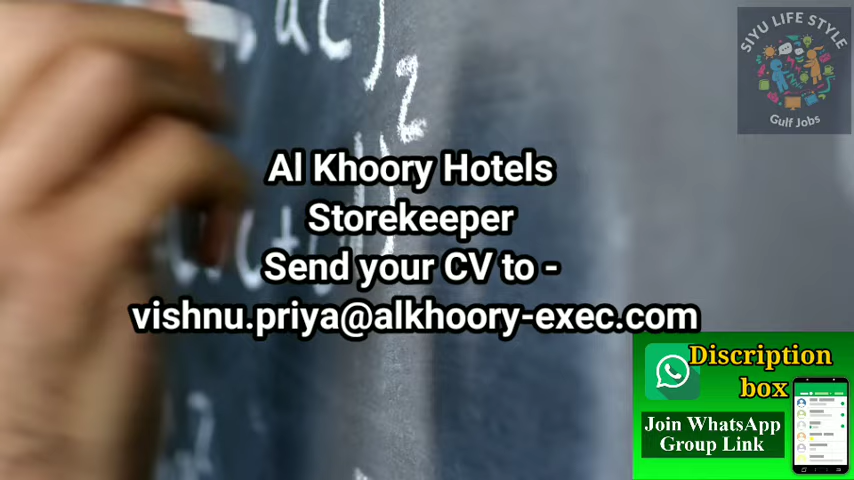 SIYU LIFE STYLE
Gulf Jobs
Al Khoory Hotels
Storekeeper
Send your CV to -
vishnu.priya@alkhoory-exec.com
Discription
box
Join WhatsApp
Group Link